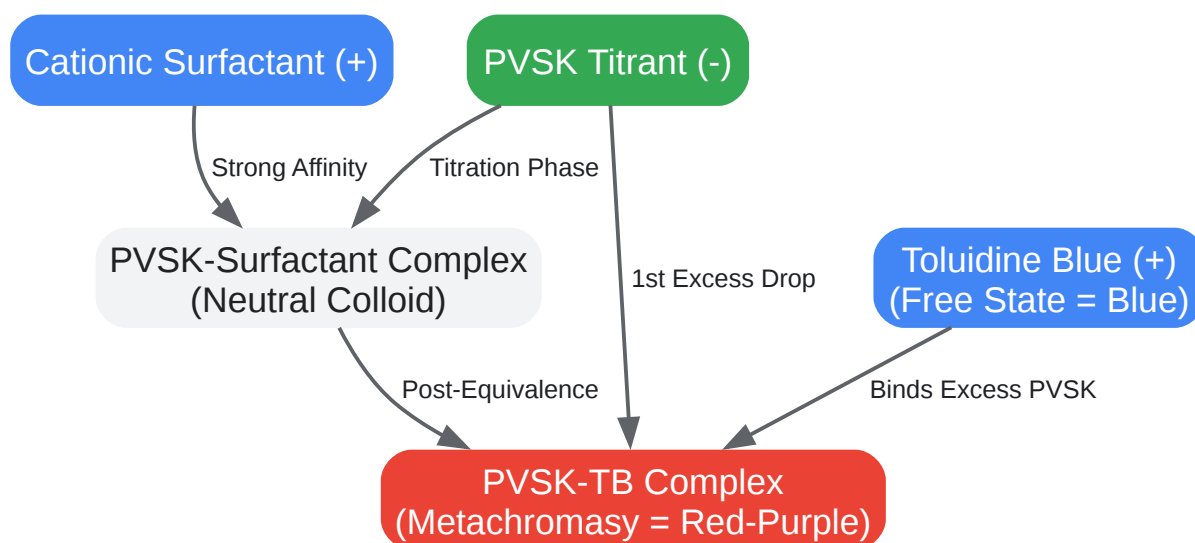 Cationic Surfactant (+)
PVSK Titrant (-)
Strong Affinity
Titration Phase
PVSK-Surfactant Complex
(Neutral Colloid)
1st Excess Drop
Toluidine Blue (+)
(Free State = Blue)
Post-Equivalence
Binds Excess PVSK
PVSK-TB Complex
(Metachromasy = Red-Purple)